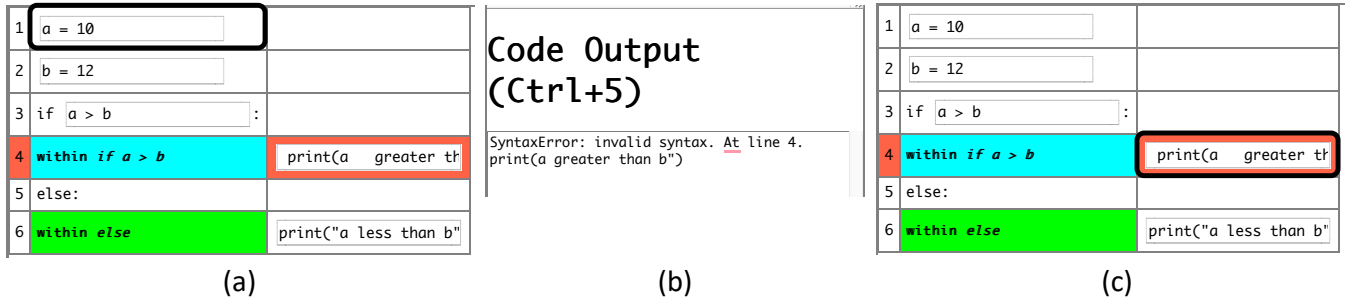 1 a = 10
2 b = 12
3 if a > b :
4 within if a > b print(a greater th
5 else:
6 within else print("a less than b"
(a)
Code Output
(Ctrl+5)
SyntaxError: invalid syntax. At line 4.
print(a greater than b")
(b)
1 a = 10
2 b = 12
3 if a > b :
4 within if a > b print(a greater th
5 else:
6 within else print("a less than b"
(c)